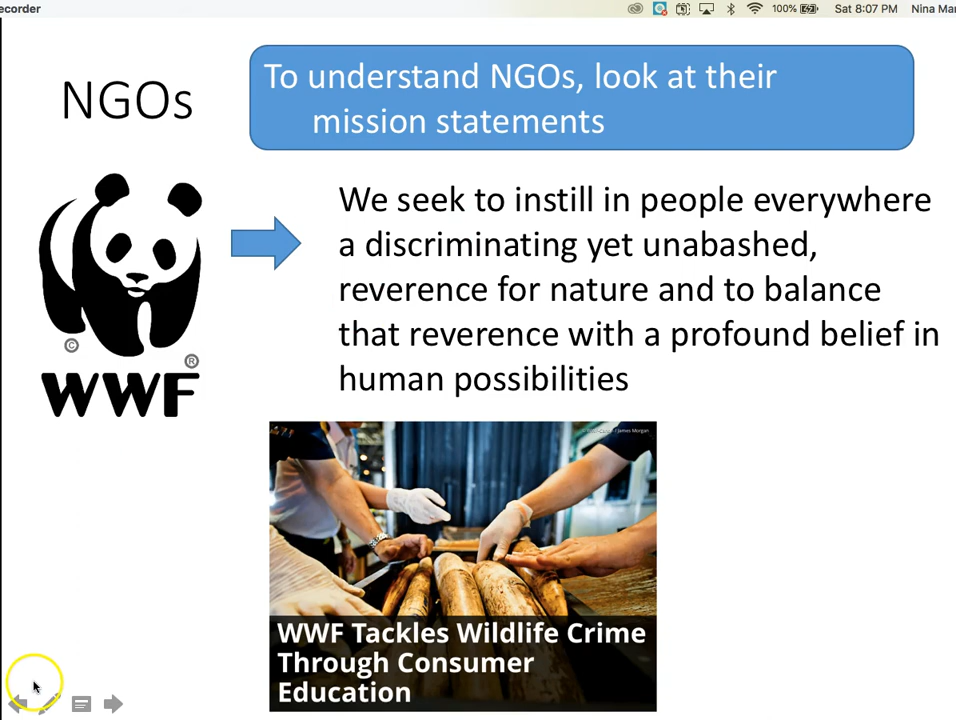 ecorder
100%
Sat 8:07 PM
Nina Mar
NGOs
To understand NGOs, look at their
mission statements
We seek to instill in people everywhere
a discriminating yet unabashed,
reverence for nature and to balance
that reverence with a profound belief in
human possibilities
©
®
WWF
James Morgan
WWF Tackles Wildlife Crime
Through Consumer
Education